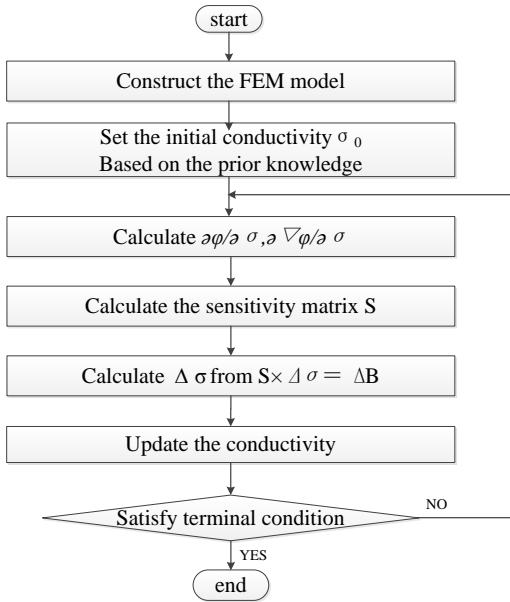 start
Construct the FEM model
Set the initial conductivity σ₀
Based on the prior knowledge
Calculate ∂φ/∂ σ,∂ ▽φ/∂ σ
Calculate the sensitivity matrix S
Calculate Δ σ from S× Δ σ = ΔB
Update the conductivity
Satisfy terminal condition
NO
YES
end